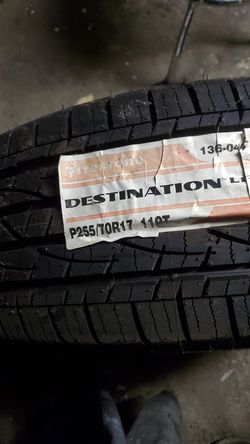 Firestone 136-04
DESTINATION L
P255/70R17 110T